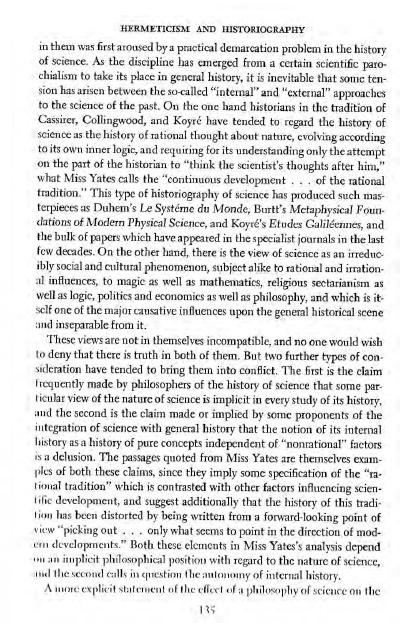 HERMETICISM AND HISTORIOGRAPHY
in them was first aroused by a practical demarcation problem in the history
of science. As the discipline has emerged from a certain scientific paro-
chialism to take its place in general history, it is inevitable that some ten-
sion has arisen between the so-called "internal" and "external" approaches
to the science of the past. On the one hand historians in the tradition of
Cassirer, Collingwood, and Koyré have tended to regard the history of
science as the history of rational thought about nature, evolving according
to its own inner logic, and requiring for its understanding only the attempt
on the part of the historian to "think the scientist's thoughts after him,"
what Miss Yates calls the "continuous development . . . of the rational
tradition." This type of historiography of science has produced such mas-
terpieces as Duhem's Le Systéme du Monde, Burtt's Metaphysical Foun-
dations of Modern Physical Science, and Koyré's Etudes Galiléennes, and
the bulk of papers which have appeared in the specialist journals in the last
few decades. On the other hand, there is the view of science as an irreduc-
ibly social and cultural phenomenon, subject alike to rational and irration-
al influences, to magic as well as mathematics, religious sectarianism as
well as logic, politics and economics as well as philosophy, and which is it-
self one of the major causative influences upon the general historical scene
and inseparable from it.
These views are not in themselves incompatible, and no one would wish
to deny that there is truth in both of them. But two further types of con-
sideration have tended to bring them into conflict. The first is the claim
frequently made by philosophers of the history of science that some par-
ticular view of the nature of science is implicit in every study of its history,
and the second is the claim made or implied by some proponents of the
integration of science with general history that the notion of its internal
history as a history of pure concepts independent of "nonrational" factors
is a delusion. The passages quoted from Miss Yates are themselves exam-
ples of both these claims, since they imply some specification of the "ra-
tional tradition" which is contrasted with other factors influencing scien-
tific development, and suggest additionally that the history of this tradi-
tion has been distorted by being written from a forward-looking point of
view "picking out . . . only what seems to point in the direction of mod-
ern developments." Both these elements in Miss Yates's analysis depend
on an implicit philosophical position with regard to the nature of science,
and the second calls in question the autonomy of internal history.
A more explicit statement of the effect of a philosophy of science on the
135